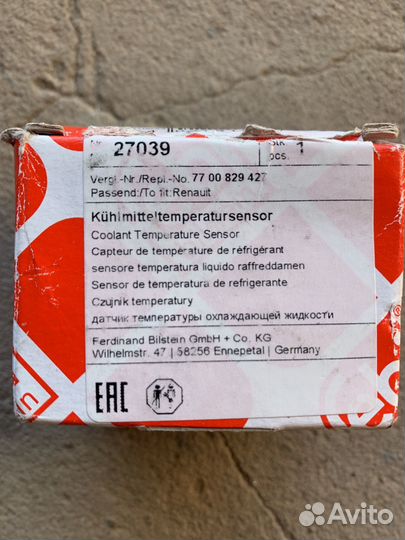 27039
Stk
pcs. 1
Vergl.-Nr./Repl.-No. 77 00 829 427
Passend:/To fit:Renault
Kühlmitteltemperatursensor
Coolant Temperature Sensor
Capteur de température de réfrigérant
sensore temperatura liquido raffreddamen
Sensor de temperatura de refrigerante
Czujnik temperatury
датчик температуры охлаждающей жидкости
Ferdinand Bilstein GmbH + Co. KG
Wilhelmstr. 47 | 58256 Ennepetal | Germany
EAC
in
Avito